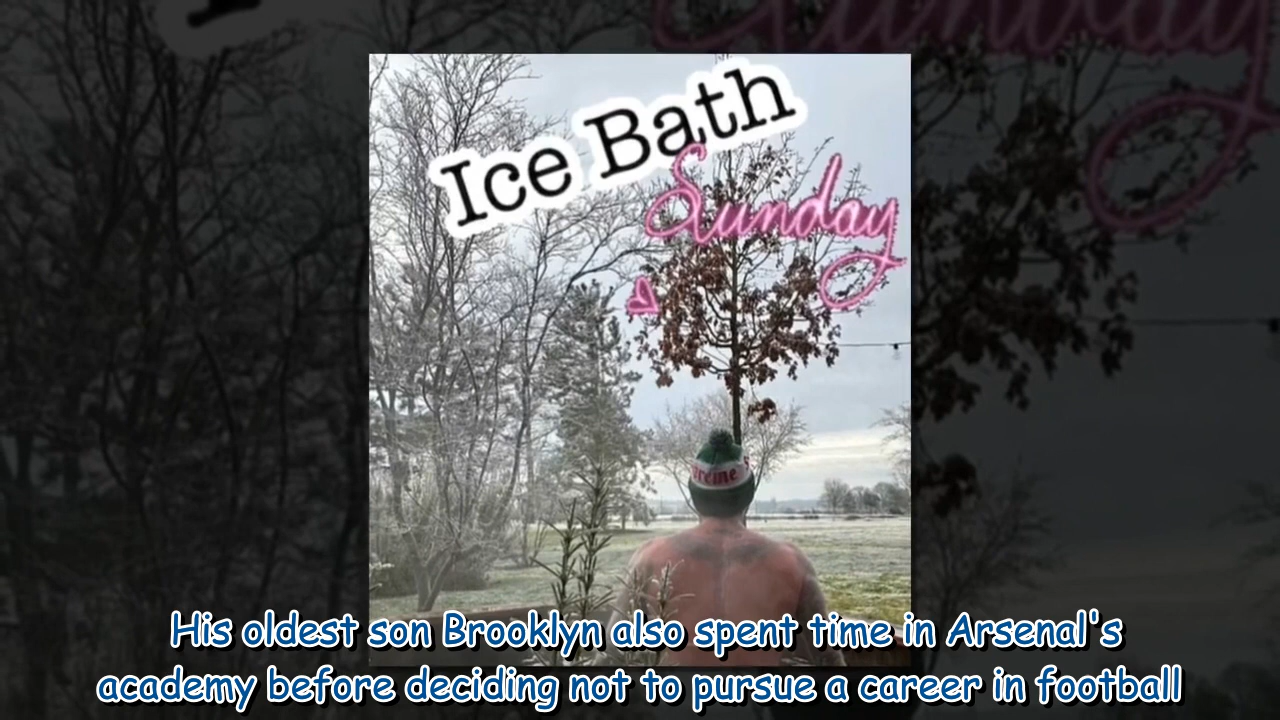 Ice Bath
Sunday
His oldest son Brooklyn also spent time in Arsenal's
academy before deciding not to pursue a career in football